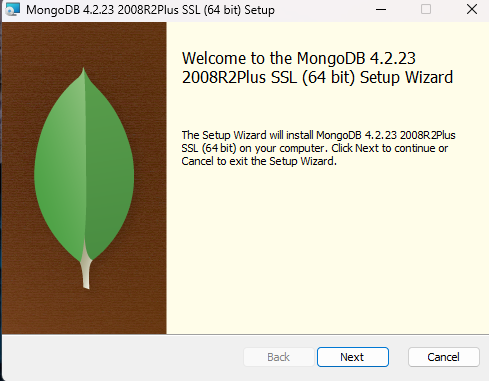 MongoDB 4.2.23 2008R2Plus SSL (64 bit) Setup
Welcome to the MongoDB 4.2.23
2008R2Plus SSL (64 bit) Setup Wizard
The Setup Wizard will install MongoDB 4.2.23 2008R2Plus
SSL (64 bit) on your computer. Click Next to continue or
Cancel to exit the Setup Wizard.
Back
Next
Cancel